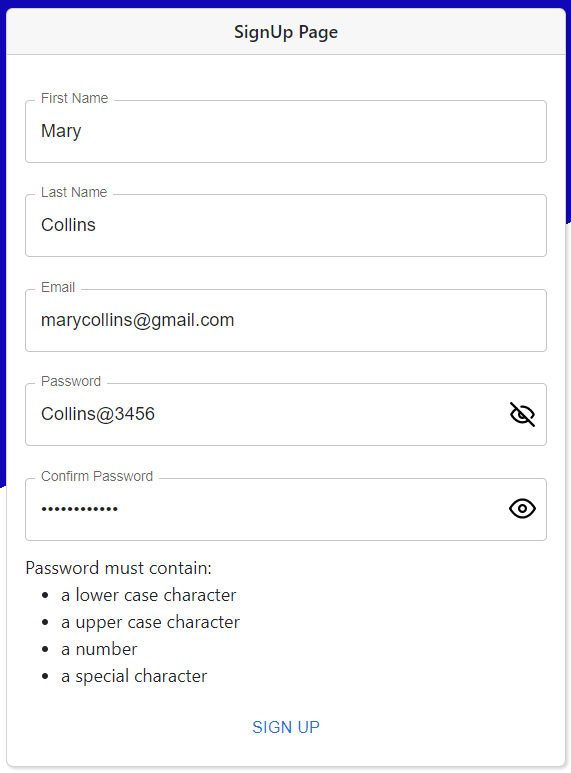 SignUp Page
First Name
Mary
Last Name
Collins
Email
marycollins@gmail.com
Password
Collins@3456
Confirm Password
••••••••••••
Password must contain:
• a lower case character
• a upper case character
• a number
• a special character
SIGN UP